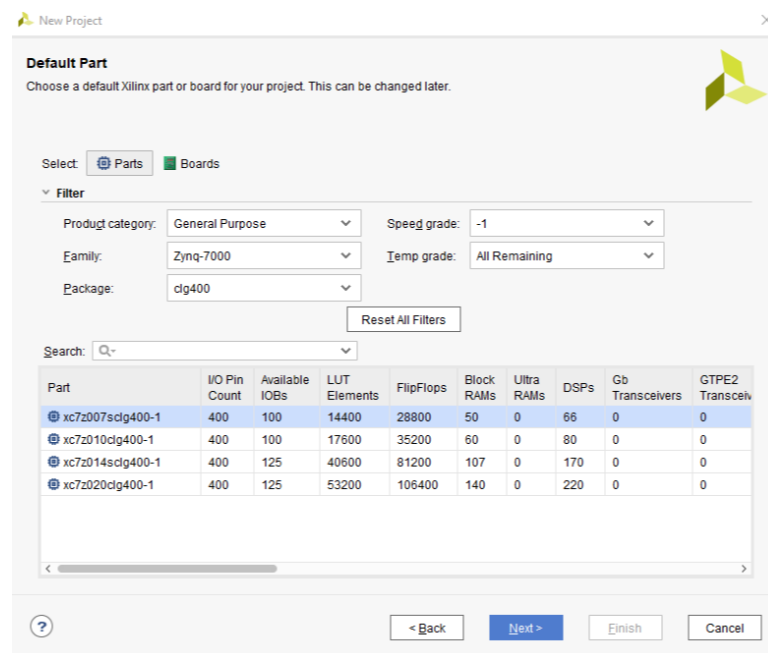 New Project
Default Part
Choose a default Xilinx part or board for your project. This can be changed later.
Select: Parts Boards
Filter
Product category: General Purpose Speed grade: -1
Family: Zynq-7000 Temp grade: All Remaining
Package: clg400
Reset All Filters
Search:
Part I/O Pin Count Available IOBs LUT Elements FlipFlops Block RAMs Ultra RAMs DSPs Gb Transceivers GTPE2 Transceiv
xc7z007sclg400-1 400 100 14400 28800 50 0 66 0 0
xc7z010clg400-1 400 100 17600 35200 60 0 80 0 0
xc7z014sclg400-1 400 125 40600 81200 107 0 170 0 0
xc7z020clg400-1 400 125 53200 106400 140 0 220 0 0
? < Back Next > Finish Cancel